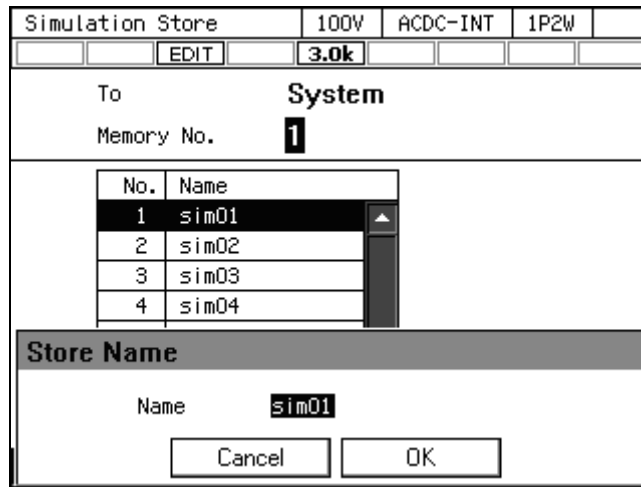 Simulation Store 100V ACDC-INT 1P2W
EDIT 3.0k
To System
Memory No. 1
No. Name
1 sim01
2 sim02
3 sim03
4 sim04
Store Name
Name sim01
Cancel OK